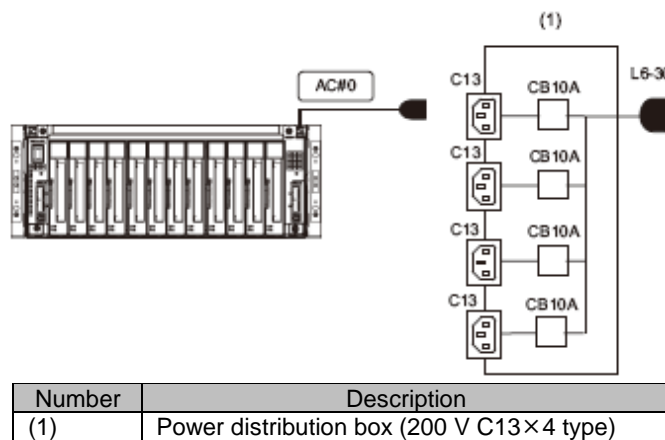 (1)
AC#0
C13
CB10A
L6-30
C13
CB10A
C13
CB10A
C13
CB10A
Number Description
(1) Power distribution box (200 V C13×4 type)